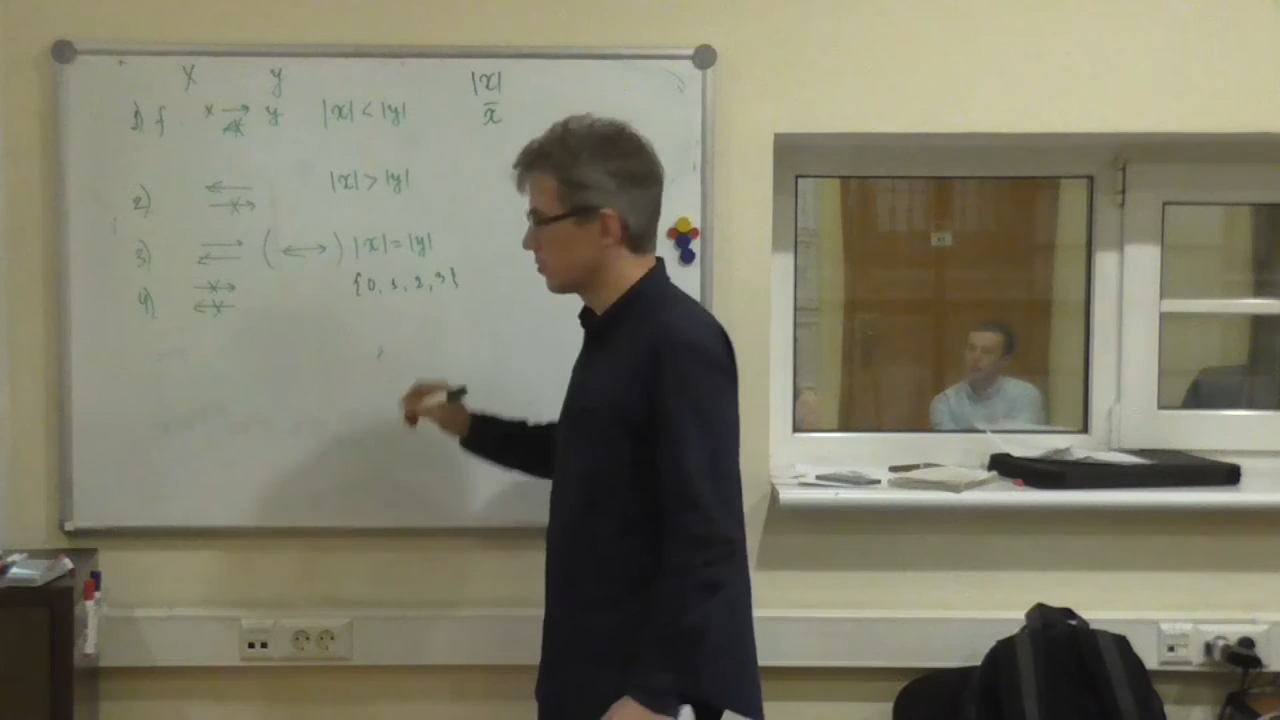 X y |x|
1) f x → y |x| < |y| x̿
2) ← ↛ |x| > |y|
3) ⇄ (↔) |x| = |y|
4) ↛ ↚ {0, 1, 2, 3}